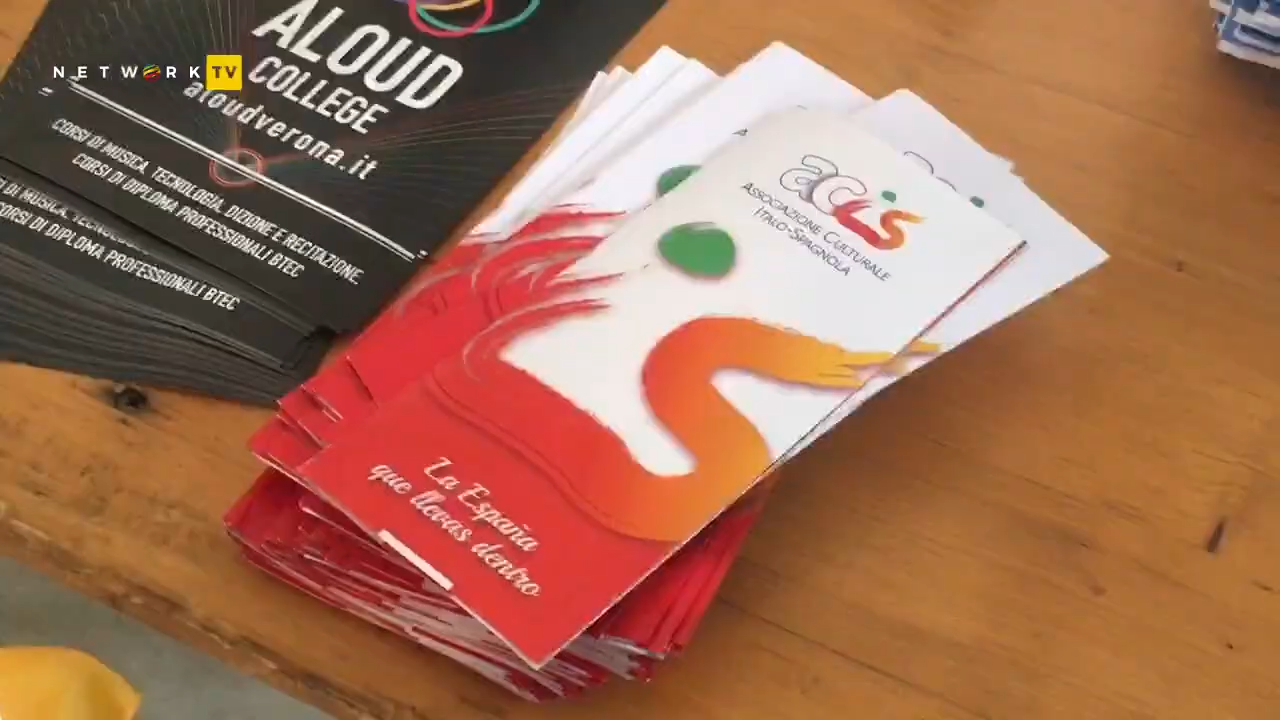 NETWORK TV
ALOUD
COLLEGE
aloudverona.it
CORSI DI MUSICA, TECNOLOGIA, DIZIONE E RECITAZIONE.
CORSI DI DIPLOMA PROFESSIONALI BTEC
CORSI DI DIPLOMA PROFESSIONALI BTEC
acis
ASSOCIAZIONE CULTURALE
ITALO-SPAGNOLA
La España
que llevas dentro